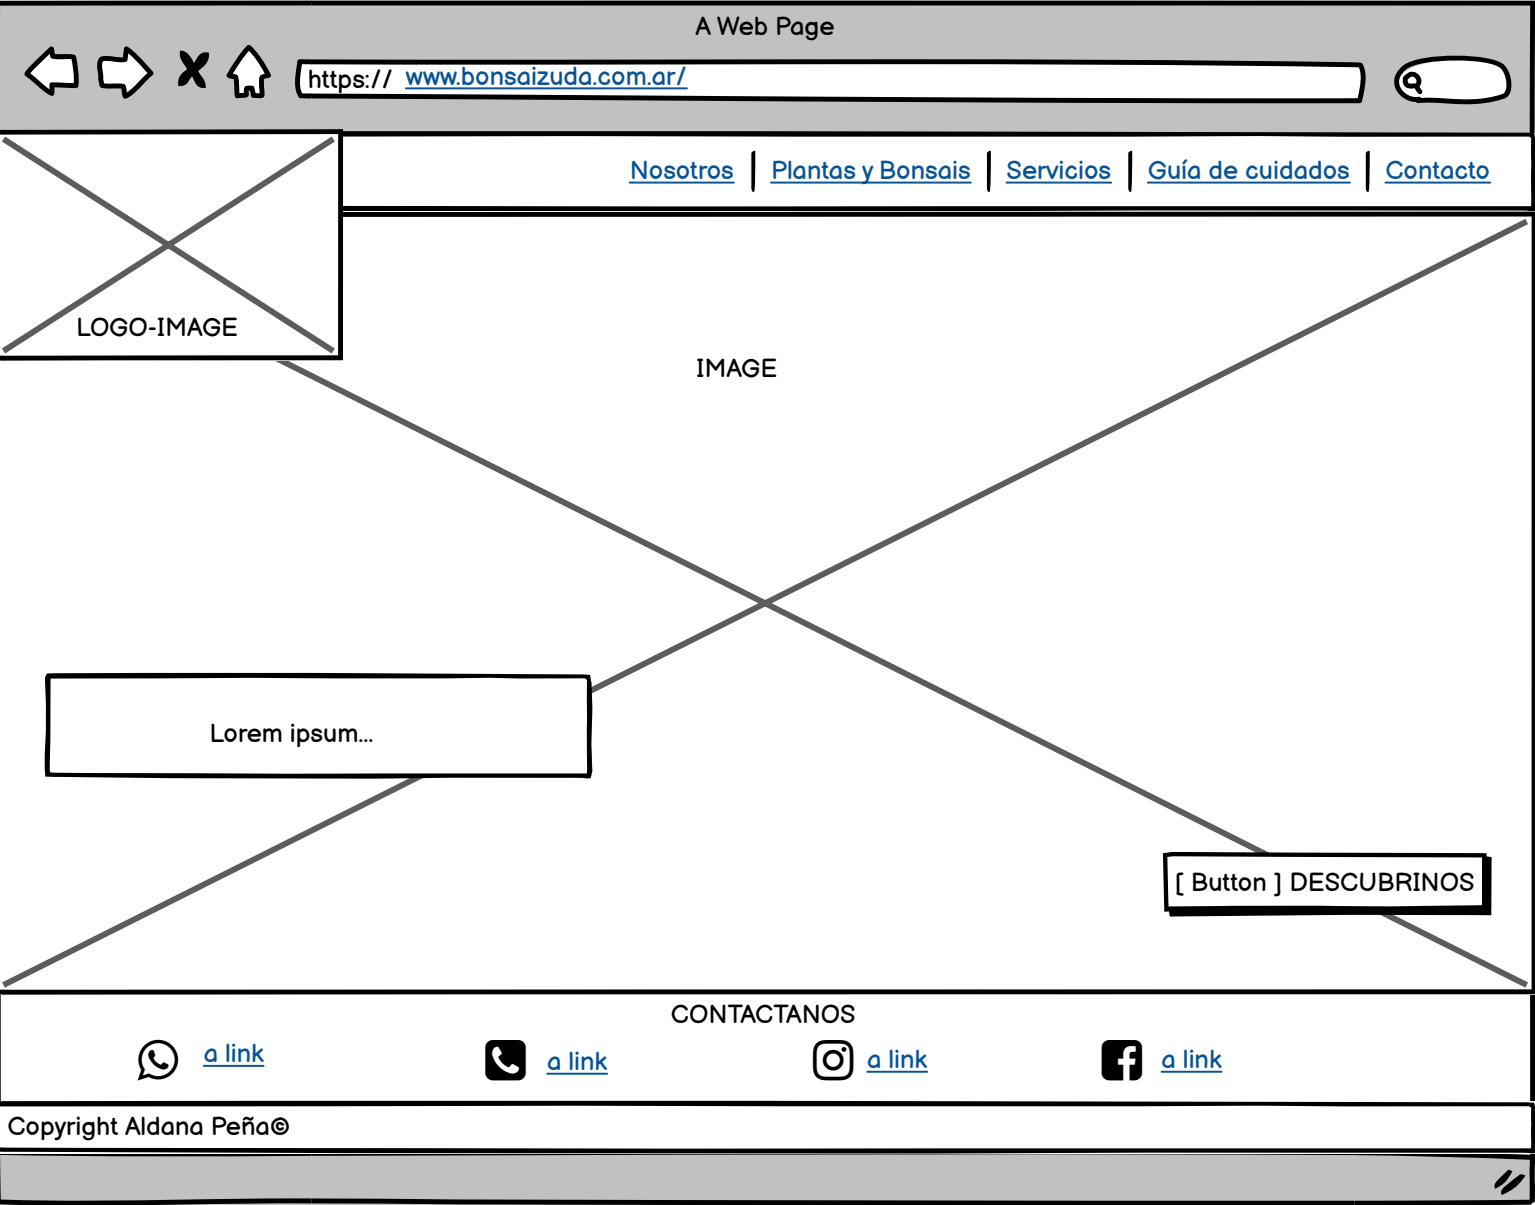 A Web Page
https:// www.bonsaizuda.com.ar/
Nosotros Plantas y Bonsais Servicios Guía de cuidados Contacto
LOGO-IMAGE
IMAGE
Lorem ipsum...
[ Button ] DESCUBRINOS
CONTACTANOS
a link a link a link a link
Copyright Aldana Peña©